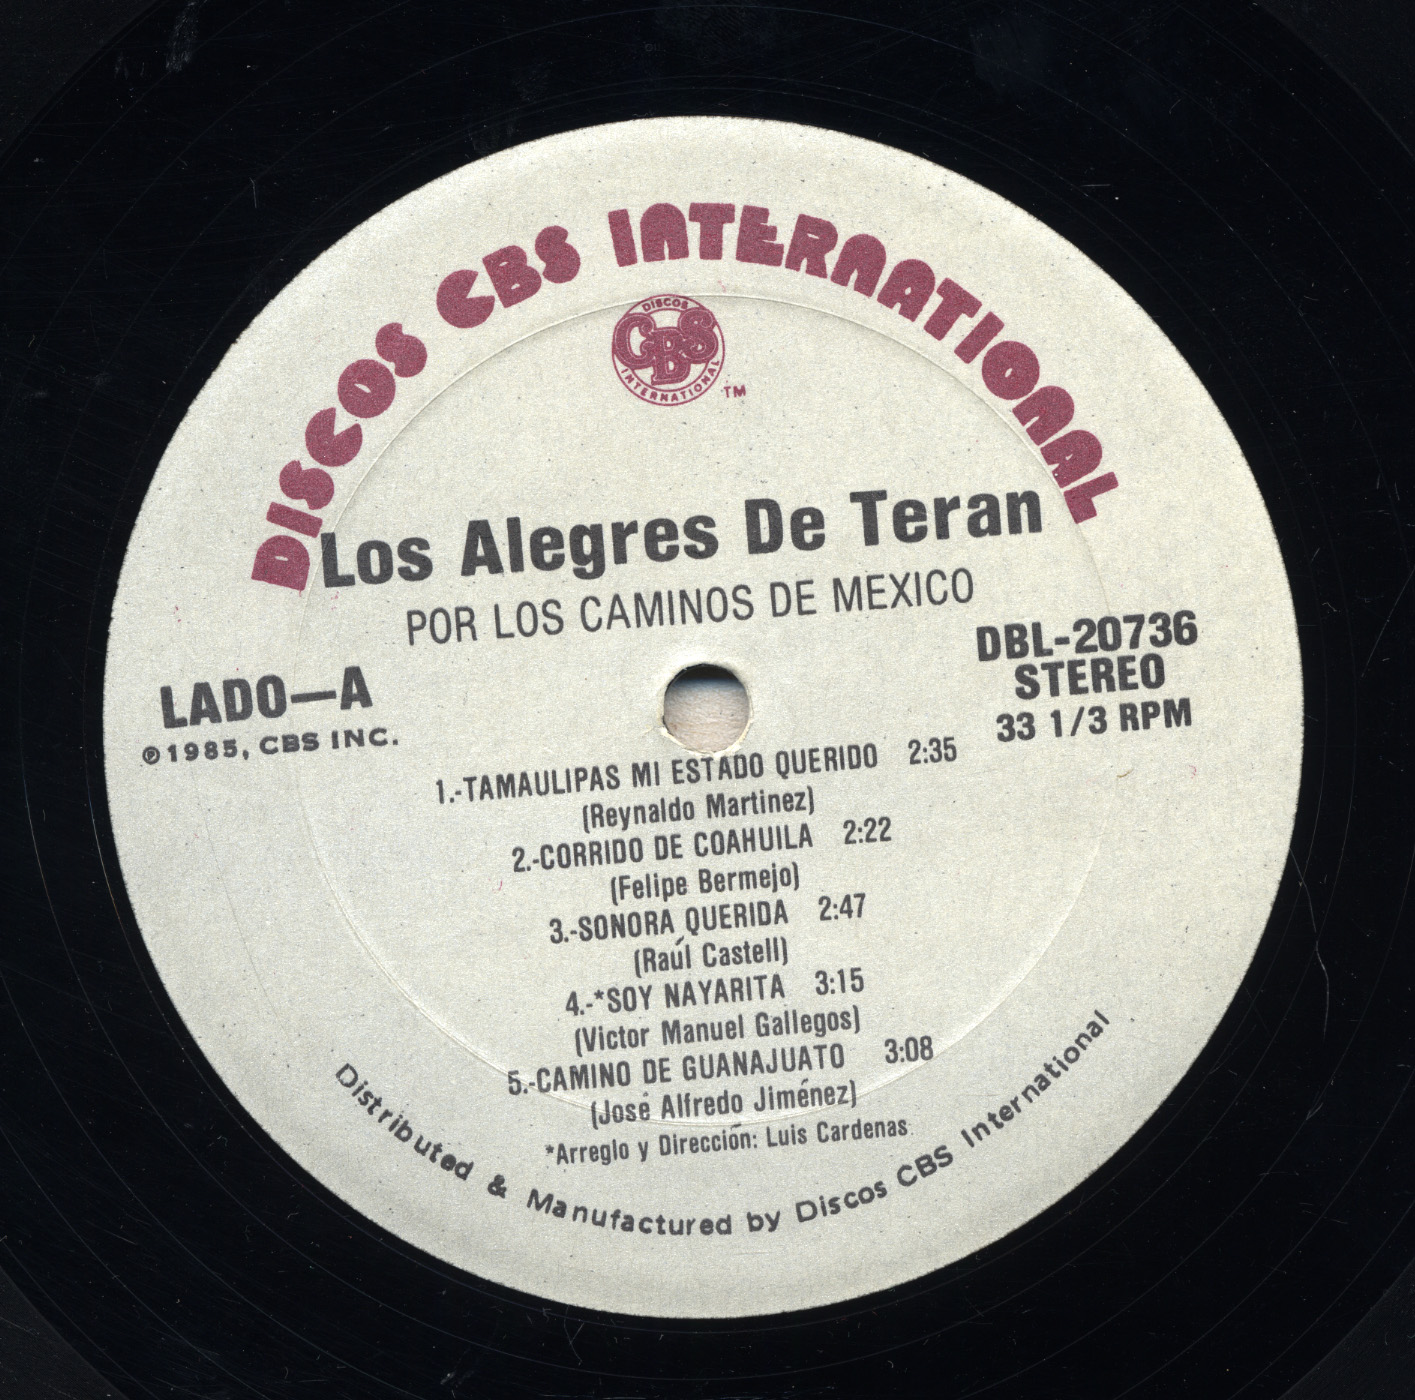 DISCOS CBS INTERNATIONAL
DISCOS
CBS
INTERNATIONAL
TM
Los Alegres De Teran
POR LOS CAMINOS DE MEXICO
DBL-20736
STEREO
33 1/3 RPM
LADO—A
℗1985, CBS INC.
1.-TAMAULIPAS MI ESTADO QUERIDO 2:35
(Reynaldo Martinez)
2.-CORRIDO DE COAHUILA 2:22
(Felipe Bermejo)
3.-SONORA QUERIDA 2:47
(Raúl Castell)
4.-*SOY NAYARITA 3:15
(Victor Manuel Gallegos)
5.-CAMINO DE GUANAJUATO 3:08
(José Alfredo Jiménez)
*Arreglo y Dirección: Luis Cardenas
Distributed & Manufactured by Discos CBS International